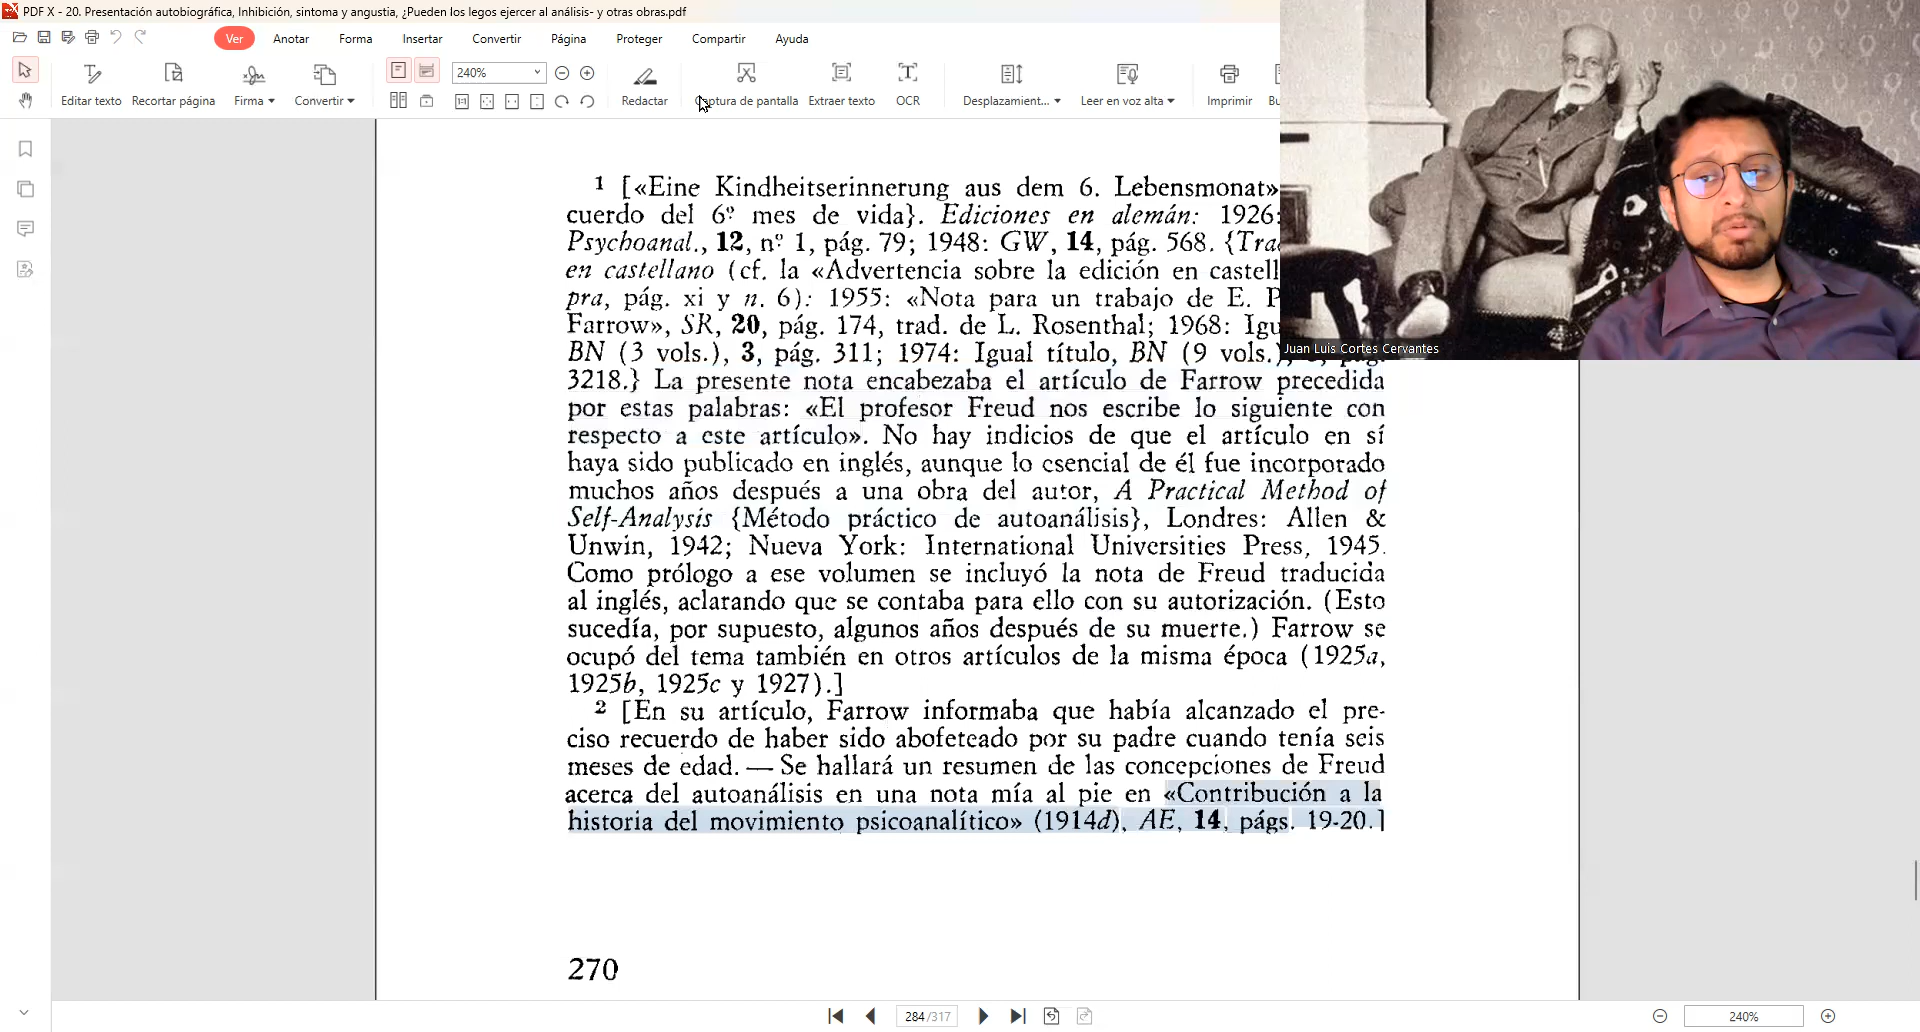 PDF X - 20. Presentación autobiográfica, Inhibición, sintoma y angustia, ¿Pueden los legos ejercer al análisis- y otras obras.pdf
Ver Anotar Forma Insertar Convertir Página Proteger Compartir Ayuda
240%
Editar texto Recortar página Firma Convertir Redactar Captura de pantalla Extraer texto OCR Desplazamient... Leer en voz alta Imprimir Bu
1 [«Eine Kindheitserinnerung aus dem 6. Lebensmonat»
cuerdo del 6º mes de vida}. Ediciones en alemán: 1926:
Psychoanal., 12, nº 1, pág. 79; 1948: GW, 14, pág. 568. {Tra
en castellano (cf. la «Advertencia sobre la edición en castell
pra, pág. xi y n. 6): 1955: «Nota para un trabajo de E. P
Farrow», SR, 20, pág. 174, trad. de L. Rosenthal; 1968: Igu
BN (3 vols.), 3, pág. 311; 1974: Igual título, BN (9 vols.), pág.
3218.} La presente nota encabezaba el artículo de Farrow precedida
por estas palabras: «El profesor Freud nos escribe lo siguiente con
respecto a este artículo». No hay indicios de que el artículo en sí
haya sido publicado en inglés, aunque lo esencial de él fue incorporado
muchos años después a una obra del autor, A Practical Method of
Self-Analysis {Método práctico de autoanálisis}, Londres: Allen &
Unwin, 1942; Nueva York: International Universities Press, 1945.
Como prólogo a ese volumen se incluyó la nota de Freud traducida
al inglés, aclarando que se contaba para ello con su autorización. (Esto
sucedía, por supuesto, algunos años después de su muerte.) Farrow se
ocupó del tema también en otros artículos de la misma época (1925a,
1925b, 1925c y 1927).]
2 [En su artículo, Farrow informaba que había alcanzado el pre-
ciso recuerdo de haber sido abofeteado por su padre cuando tenía seis
meses de edad. — Se hallará un resumen de las concepciones de Freud
acerca del autoanálisis en una nota mía al pie en «Contribución a la
historia del movimiento psicoanalítico» (1914d), AE, 14, págs. 19-20.]
270
Juan Luis Cortes Cervantes
284/317
240%